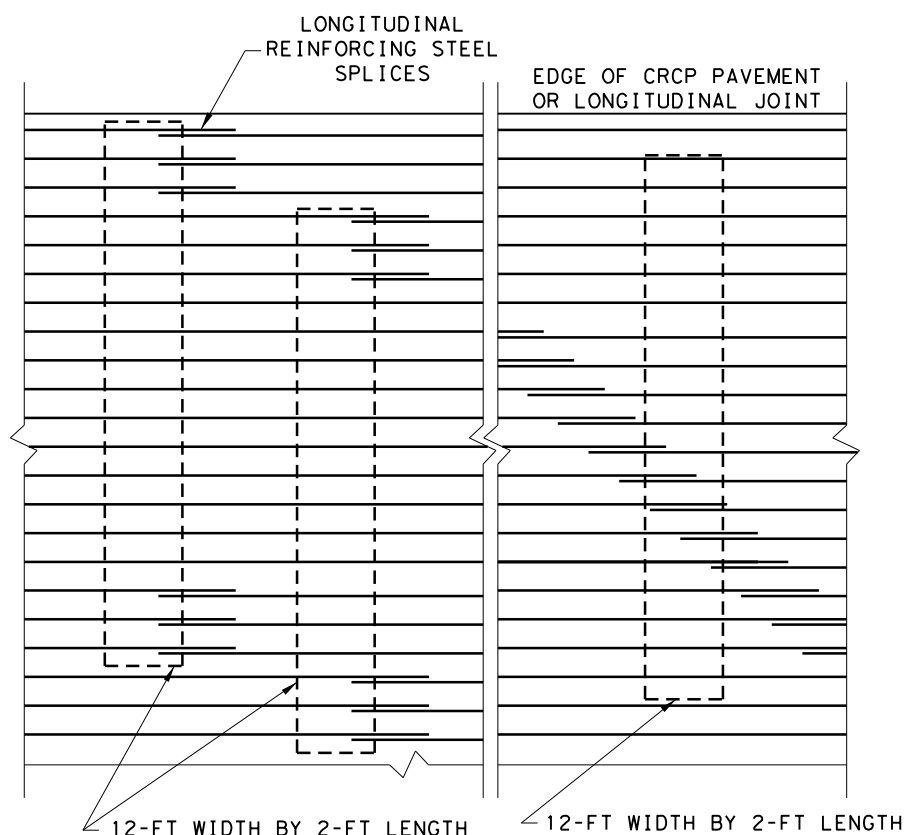 LONGITUDINAL
REINFORCING STEEL
SPLICES
EDGE OF CRCP PAVEMENT
OR LONGITUDINAL JOINT
12-FT WIDTH BY 2-FT LENGTH
12-FT WIDTH BY 2-FT LENGTH